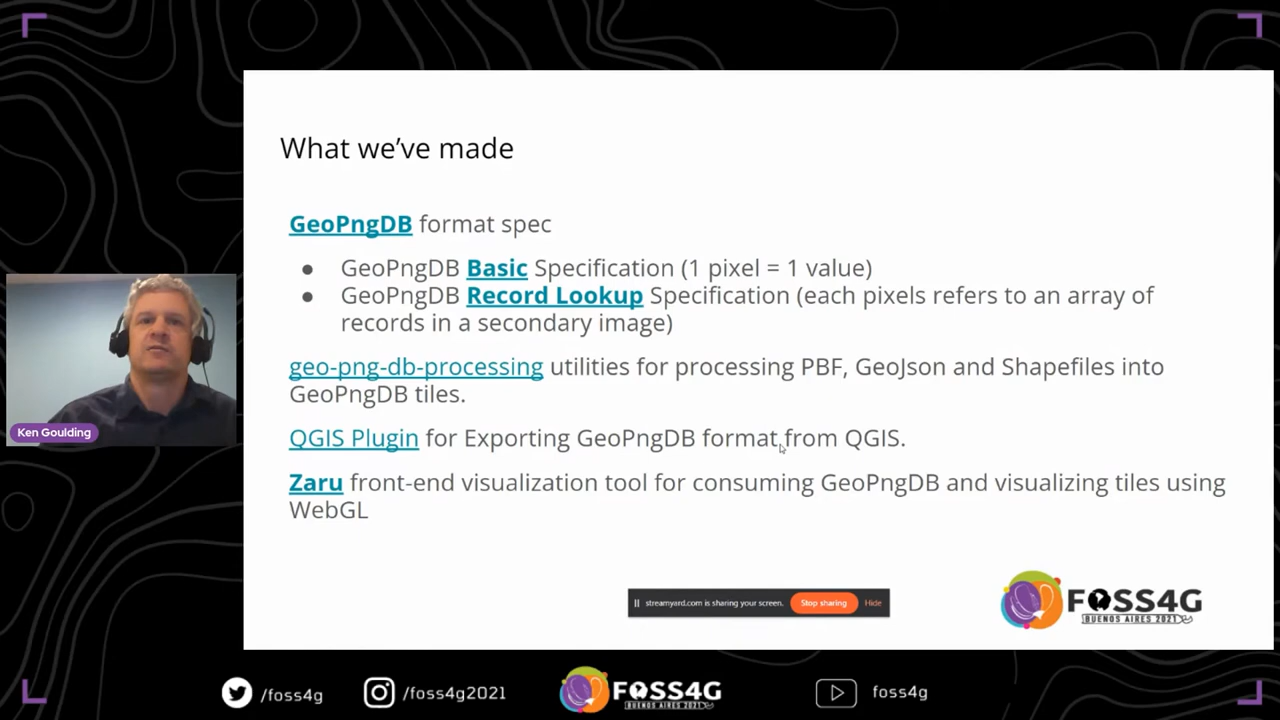 What we've made
GeoPngDB format spec
● GeoPngDB Basic Specification (1 pixel = 1 value)
● GeoPngDB Record Lookup Specification (each pixels refers to an array of
records in a secondary image)
geo-png-db-processing utilities for processing PBF, GeoJson and Shapefiles into
GeoPngDB tiles.
QGIS Plugin for Exporting GeoPngDB format from QGIS.
Zaru front-end visualization tool for consuming GeoPngDB and visualizing tiles using
WebGL
Ken Goulding
streamyard.com is sharing your screen. Stop sharing Hide
FOSS4G
BUENOS AIRES 2021
/foss4g
/foss4g2021
FOSS4G
BUENOS AIRES 2021
foss4g